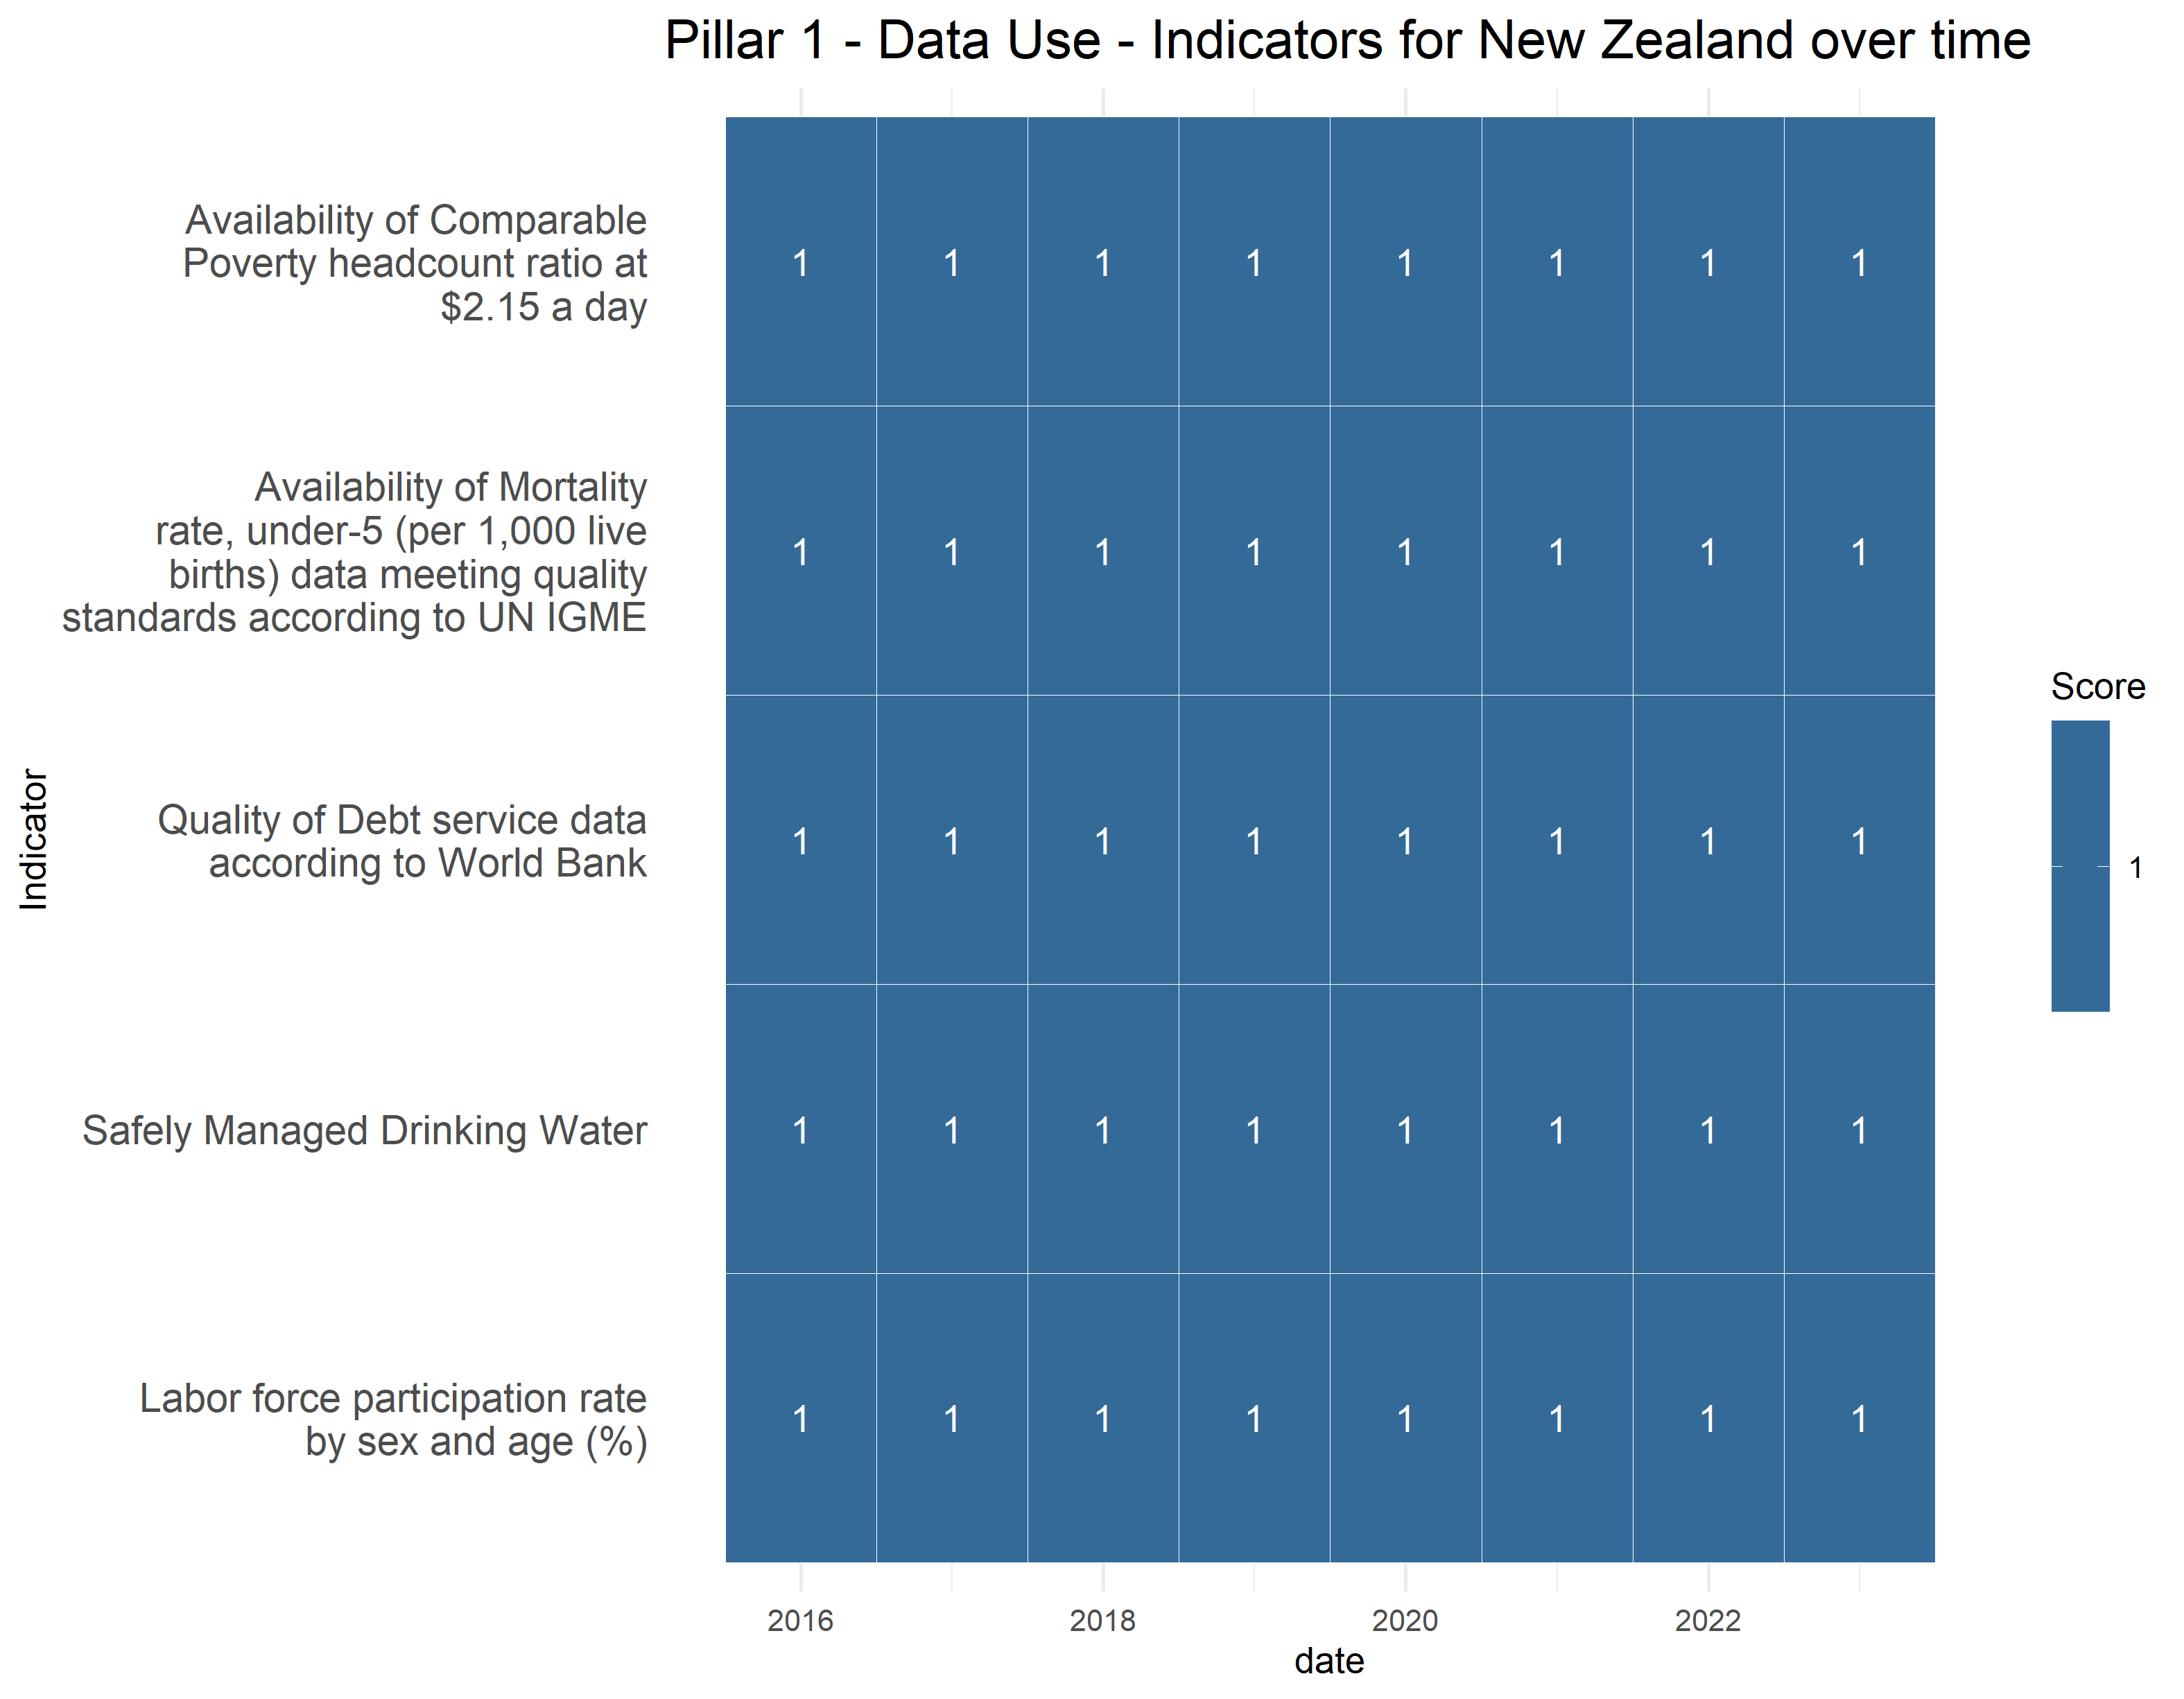 Pillar 1 - Data Use - Indicators for New Zealand over time
Availability of Comparable
Poverty headcount ratio at
$2.15 a day
1 1 1 1 1 1 1 1
Availability of Mortality
rate, under-5 (per 1,000 live
births) data meeting quality
standards according to UN IGME
1 1 1 1 1 1 1 1
Quality of Debt service data
according to World Bank
1 1 1 1 1 1 1 1
Safely Managed Drinking Water
1 1 1 1 1 1 1 1
Labor force participation rate
by sex and age (%)
1 1 1 1 1 1 1 1
Indicator
2016 2018 2020 2022
date
Score
1